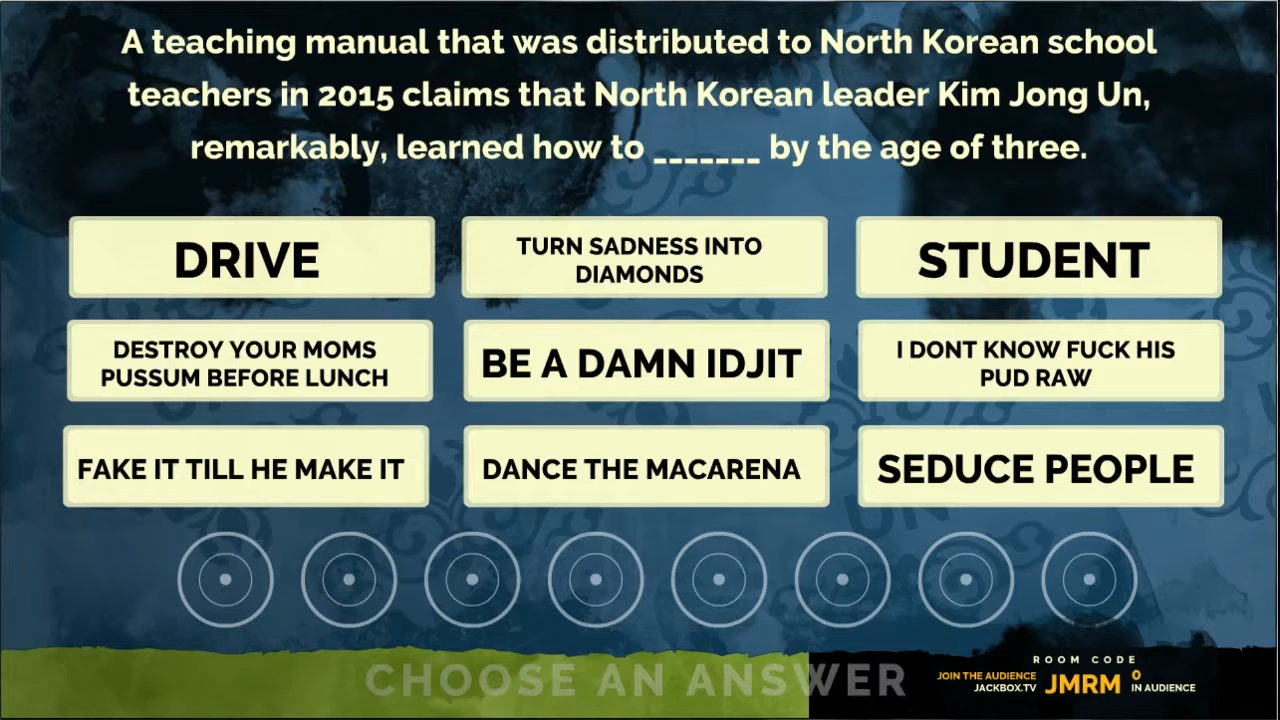 A teaching manual that was distributed to North Korean school
teachers in 2015 claims that North Korean leader Kim Jong Un,
remarkably, learned how to _______ by the age of three.
DRIVE
TURN SADNESS INTO
DIAMONDS
STUDENT
DESTROY YOUR MOMS
PUSSUM BEFORE LUNCH
BE A DAMN IDJIT
I DONT KNOW FUCK HIS
PUD RAW
FAKE IT TILL HE MAKE IT
DANCE THE MACARENA
SEDUCE PEOPLE
CHOOSE AN ANSWER
ROOM CODE
JOIN THE AUDIENCE
JACKBOX.TV
JMRM
0
IN AUDIENCE